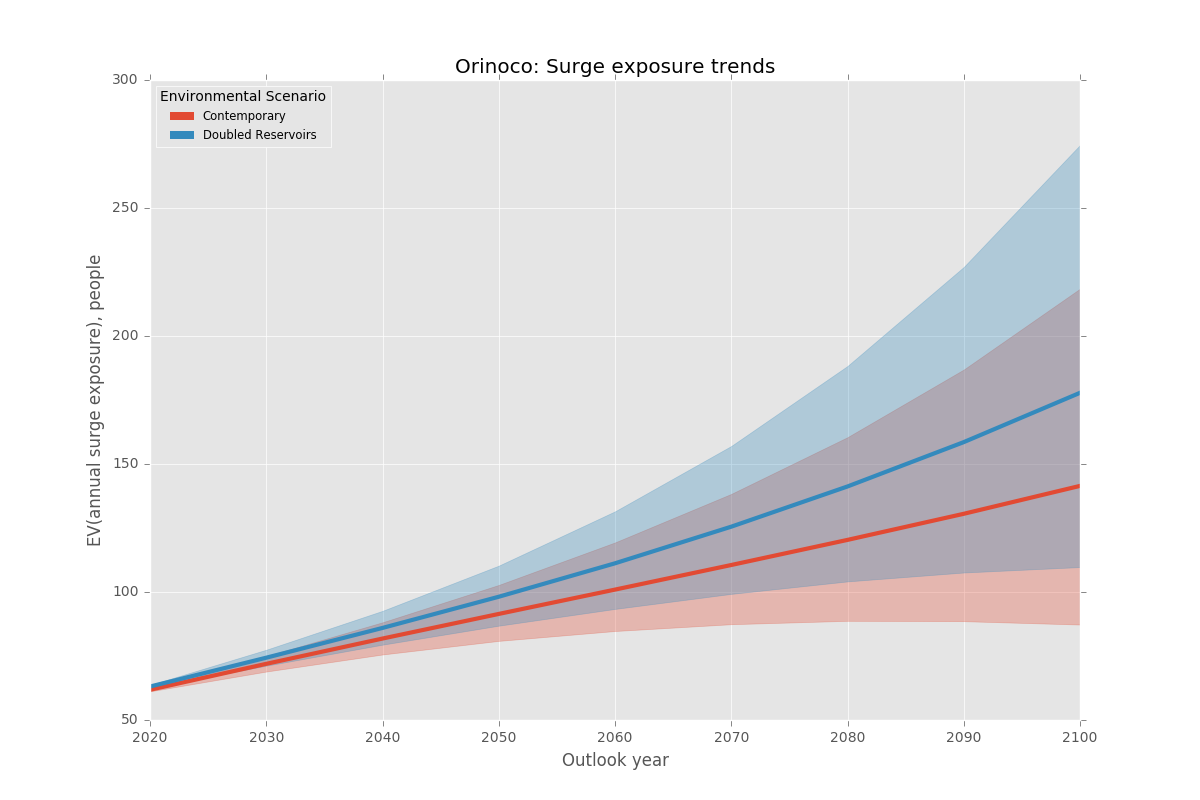 Orinoco: Surge exposure trends
300
Environmental Scenario
Contemporary
Doubled Reservoirs
250
200
150
100
50
EV(annual surge exposure), people
2020 2030 2040 2050 2060 2070 2080 2090 2100
Outlook year